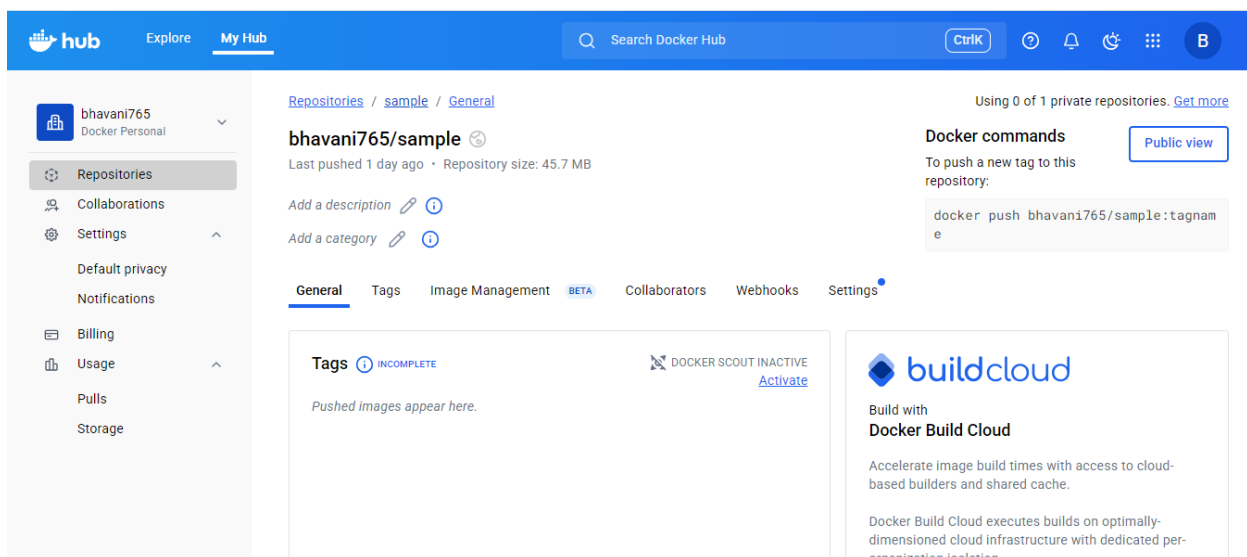 hub Explore My Hub Search Docker Hub CtrlK B
bhavani765
Docker Personal
Repositories
Collaborations
Settings
Default privacy
Notifications
Billing
Usage
Pulls
Storage
Repositories / sample / General
Using 0 of 1 private repositories. Get more
bhavani765/sample
Last pushed 1 day ago • Repository size: 45.7 MB
Add a description
Add a category
Docker commands
Public view
To push a new tag to this
repository:
docker push bhavani765/sample:tagnam
e
General Tags Image Management BETA Collaborators Webhooks Settings
Tags INCOMPLETE
DOCKER SCOUT INACTIVE
Activate
Pushed images appear here.
buildcloud
Build with
Docker Build Cloud
Accelerate image build times with access to cloud-
based builders and shared cache.
Docker Build Cloud executes builds on optimally-
dimensioned cloud infrastructure with dedicated per-
organization isolation